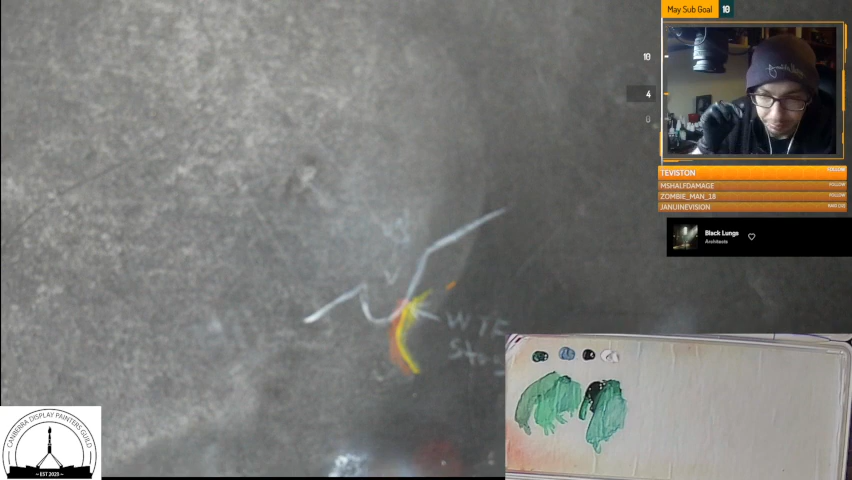 May Sub Goal 10
10
4
0
TEVISTON FOLLOW
MSHALFDAMAGE FOLLOW
ZOMBIE_MAN_18 FOLLOW
JANUINEVISION
Black Lungs
Architects
CANBERRA DISPLAY PAINTERS GUILD
EST 2020